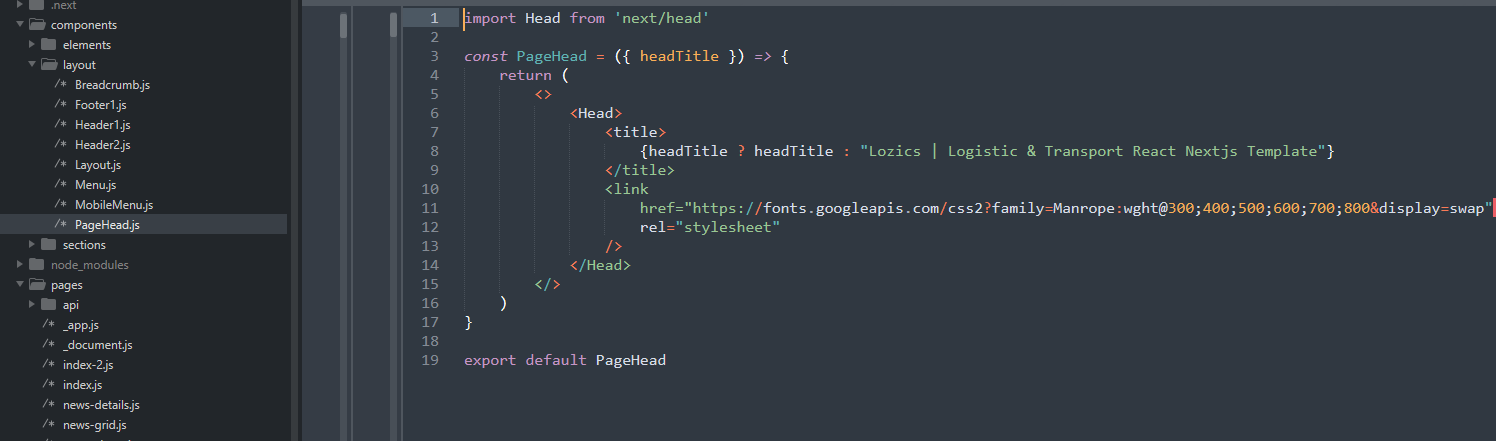 .next
components
elements
layout
/* Breadcrumb.js
/* Footer1.js
/* Header1.js
/* Header2.js
/* Layout.js
/* Menu.js
/* MobileMenu.js
/* PageHead.js
sections
node_modules
pages
api
/* _app.js
/* _document.js
/* index-2.js
/* index.js
/* news-details.js
/* news-grid.js
1 import Head from 'next/head'
2
3 const PageHead = ({ headTitle }) => {
4     return (
5         <>
6             <Head>
7                 <title>
8                     {headTitle ? headTitle : "Lozics | Logistic & Transport React Nextjs Template"}
9                 </title>
10                 <link
11                     href="https://fonts.googleapis.com/css2?family=Manrope:wght@300;400;500;600;700;800&display=swap"
12                     rel="stylesheet"
13                 />
14             </Head>
15         </>
16     )
17 }
18
19 export default PageHead